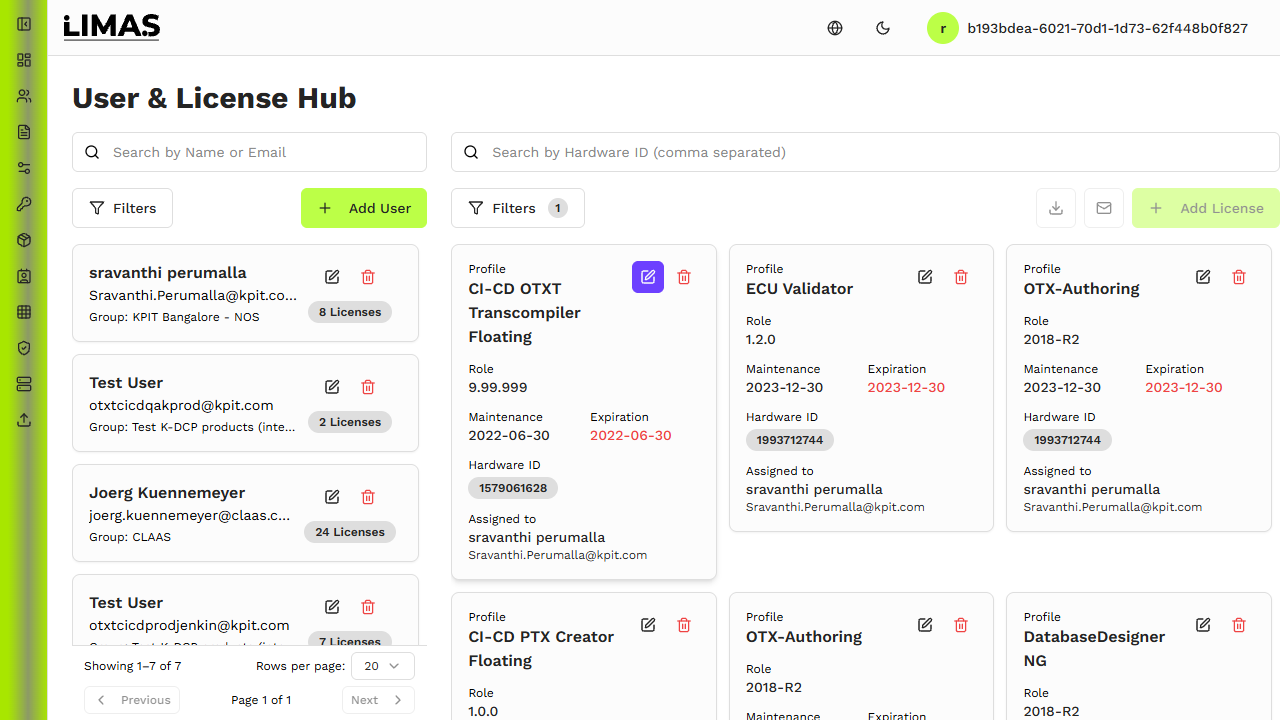 LIMAS
r
b193bdea-6021-70d1-1d73-62f448b0f827
User & License Hub
Search by Name or Email
Search by Hardware ID (comma separated)
Filters
Add User
Filters 1
Add License
sravanthi perumalla
Sravanthi.Perumalla@kpit.co...
Group: KPIT Bangalore - NOS
8 Licenses
Test User
otxtcicdqakprod@kpit.com
Group: Test K-DCP products (inte...
2 Licenses
Joerg Kuennemeyer
joerg.kuennemeyer@claas.c...
Group: CLAAS
24 Licenses
Test User
otxtcicdprodjenkin@kpit.com
Group: Test K-DCP products (inte...
7 Licenses
Showing 1–7 of 7
Rows per page:
20
Previous
Page 1 of 1
Next
Profile
CI-CD OTXT
Transcompiler
Floating
Role
9.99.999
Maintenance
2022-06-30
Expiration
2022-06-30
Hardware ID
1579061628
Assigned to
sravanthi perumalla
Sravanthi.Perumalla@kpit.com
Profile
ECU Validator
Role
1.2.0
Maintenance
2023-12-30
Expiration
2023-12-30
Hardware ID
1993712744
Assigned to
sravanthi perumalla
Sravanthi.Perumalla@kpit.com
Profile
OTX-Authoring
Role
2018-R2
Maintenance
2023-12-30
Expiration
2023-12-30
Hardware ID
1993712744
Assigned to
sravanthi perumalla
Sravanthi.Perumalla@kpit.com
Profile
CI-CD PTX Creator
Floating
Role
1.0.0
Profile
OTX-Authoring
Role
2018-R2
Maintenance
Expiration
Profile
DatabaseDesigner
NG
Role
2018-R2